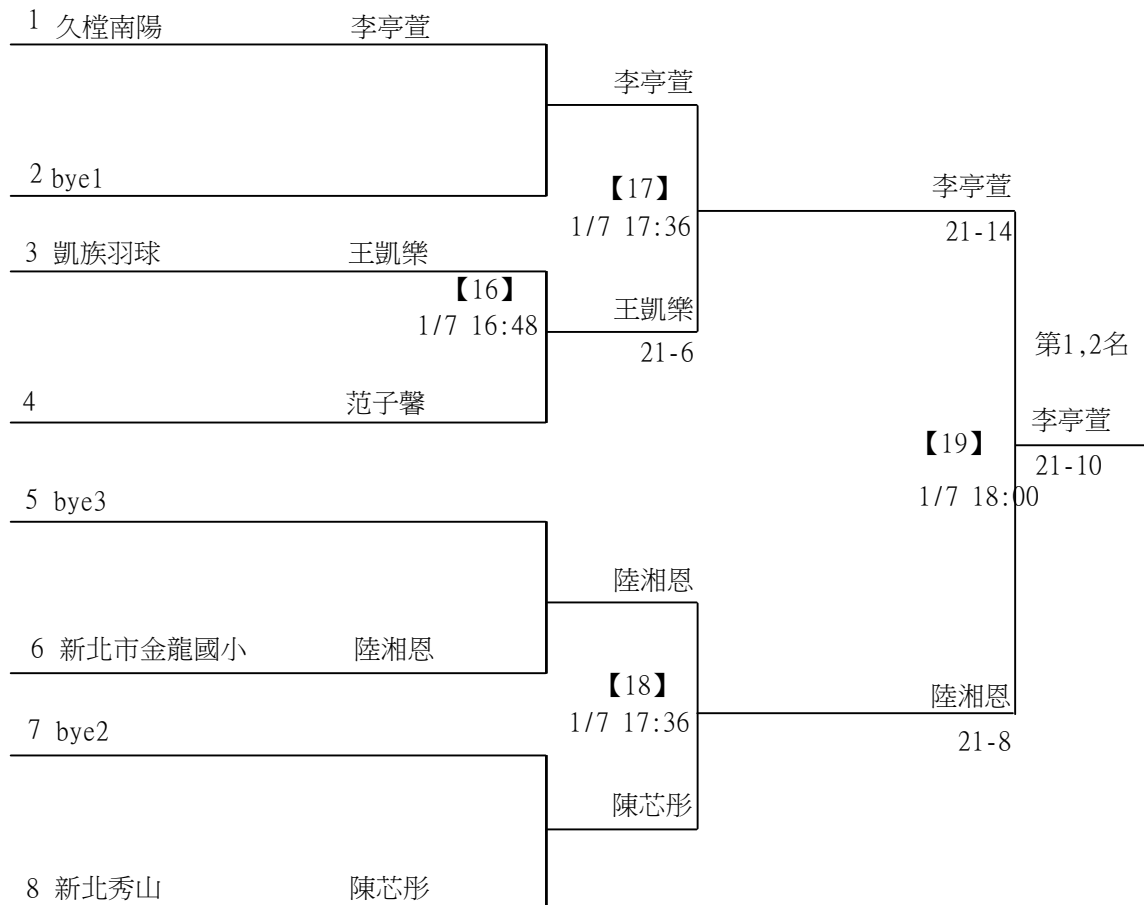 1 久樘南陽 李亭萱
李亭萱
2 bye1
【17】
李亭萱
1/7 17:36
21-14
3 凱族羽球 王凱樂
【16】
王凱樂
1/7 16:48
21-6
第1,2名
4 范子馨
李亭萱
【19】
21-10
1/7 18:00
5 bye3
陸湘恩
6 新北市金龍國小 陸湘恩
【18】
陸湘恩
1/7 17:36
7 bye2
21-8
陳芯彤
8 新北秀山 陳芯彤